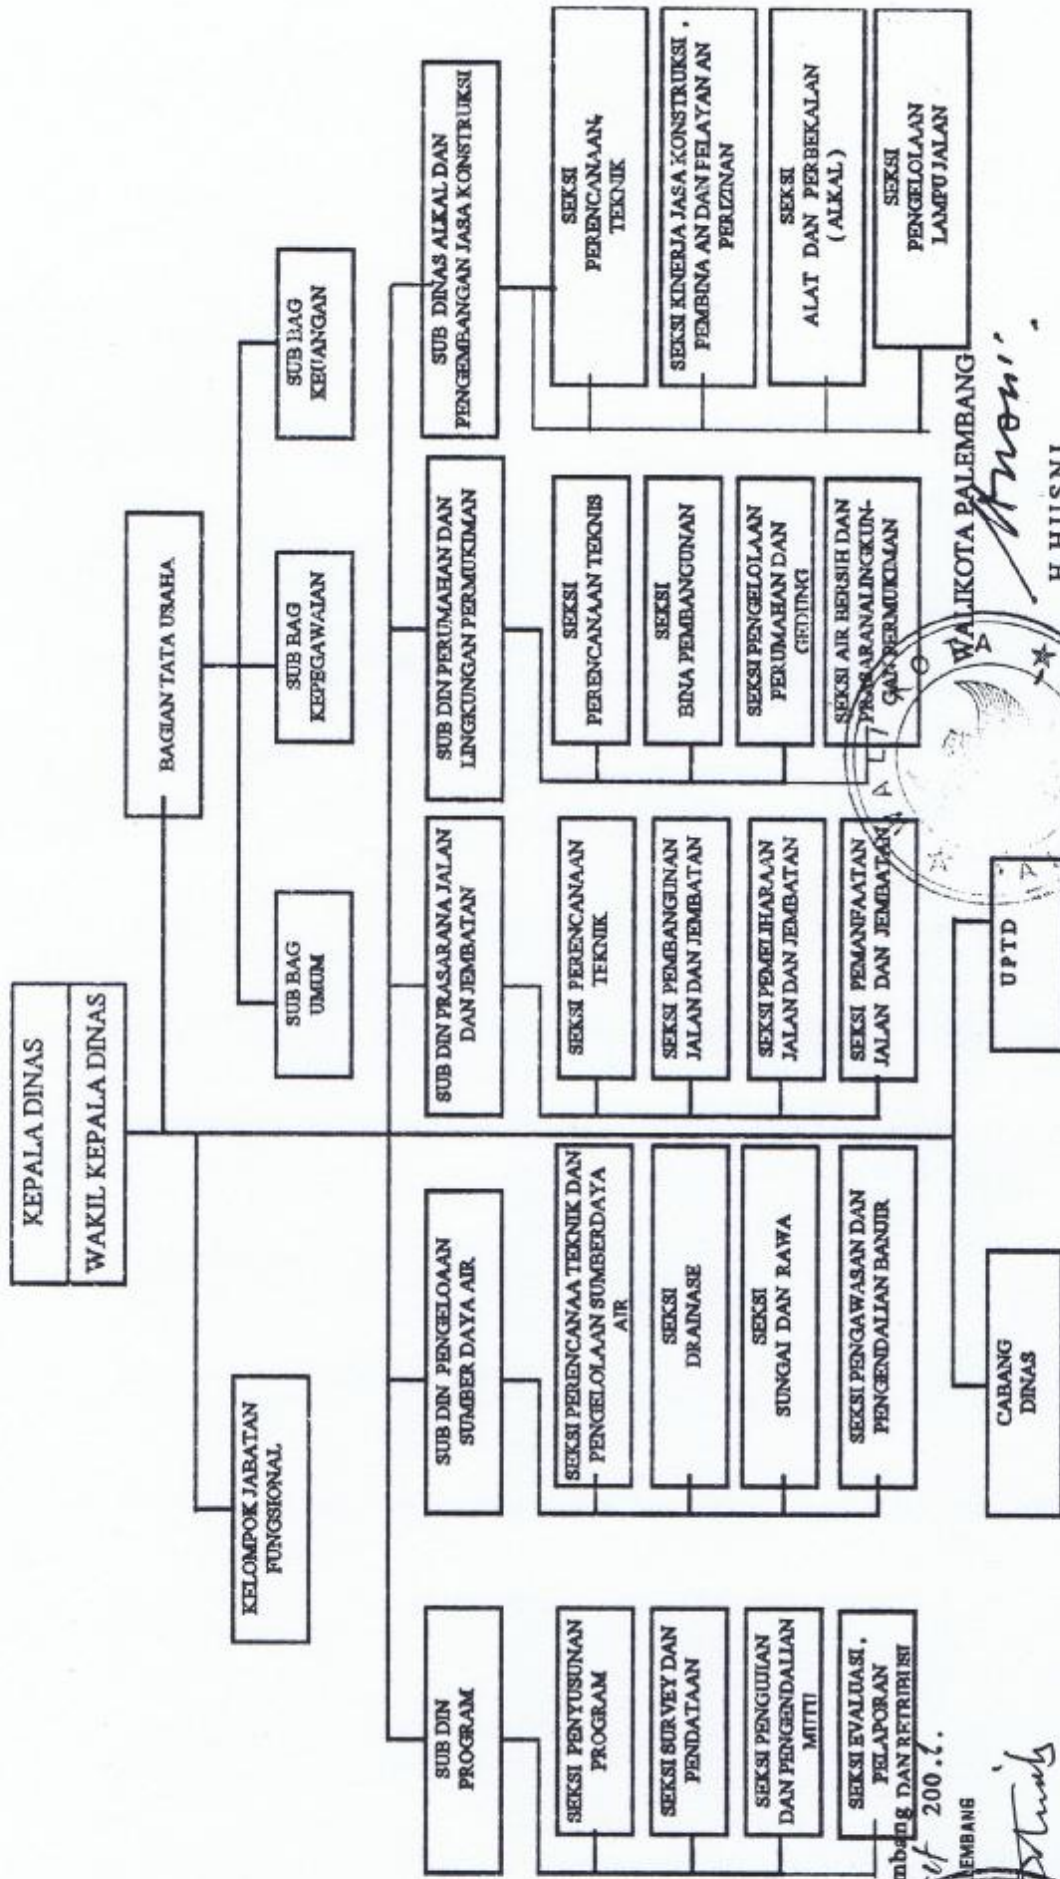 KEPALA DINAS
WAKIL KEPALA DINAS
BAGIAN TATA USAHA
KELOMPOK JABATAN
FUNGSIONAL
SUB BAG
UMUM
SUB BAG
KEPEGAWAIAN
SUB BAG
KEUANGAN
SUB DIN
PROGRAM
SEKSI PENYUSUNAN
PROGRAM
SEKSI SURVEY DAN
PENDATAAN
SEKSI PENGUJIAN
DAN PENGENDALIAN
MUTU
SEKSI EVALUASI ,
PELAPORAN
DAN RETRIBUSI
SUB DIN PENGELOAAN
SUMBER DAYA AIR
SEKSI PERENCANAA TEKNIK DAN
PENGELOLAAN SUMBERDAYA
AIR
SEKSI
DRAINASE
SEKSI
SUNGAI DAN RAWA
SEKSI PENGAWASAN DAN
PENGENDALIAN BANJIR
SUB DIN PRASARANA JALAN
DAN JEMBATAN
SEKSI PERENCANAAN
TEKNIK
SEKSI PEMBANGUNAN
JALAN DAN JEMBATAN
SEKSI PEMELIHARAAN
JALAN DAN JEMBATAN
SEKSI PEMANFAATAN
JALAN DAN JEMBATAN
SUB DIN PERUMAHAN DAN
LINGKUNGAN PERMUKIMAN
SEKSI
PERENCANAAN TEKNIS
SEKSI
BINA PEMBANGUNAN
SEKSI PENGELOLAAN
PERUMAHAN DAN
GEDUNG
SEKSI AIR BERSIH DAN
PRASARANA LINGKUN-
GAN PERMUKIMAN
SUB DINAS ALKAL DAN
PENGEMBANGAN JASA KONSTRUKSI
SEKSI
PERENCANAAN,
TEKNIK
SEKSI KINERJA JASA KONSTRUKSI ,
PEMBINA AN DAN PELAYAN AN
PERIZINAN
SEKSI
ALAT DAN PERBEKALAN
( ALKAL )
SEKSI
PENGELOLAAN
LAMPU JALAN
CABANG
DINAS
UPTD
WALIKOTA PALEMBANG
H HUSNI
mbang
200.6.
EMBANG